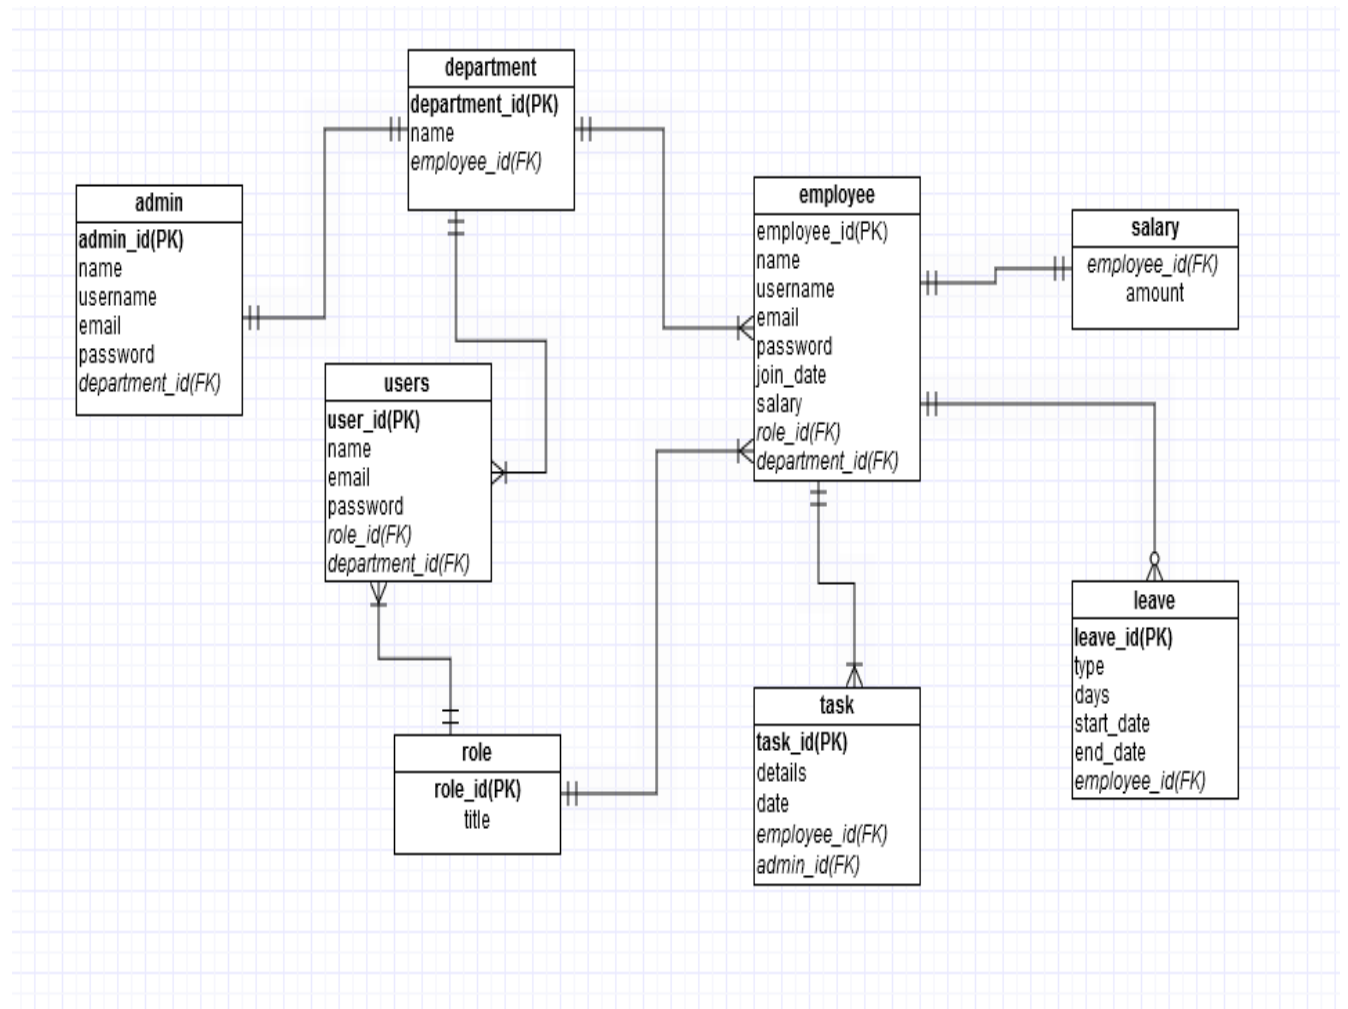 department
department_id(PK)
name
employee_id(FK)
admin
admin_id(PK)
name
username
email
password
department_id(FK)
employee
employee_id(PK)
name
username
email
password
join_date
salary
role_id(FK)
department_id(FK)
salary
employee_id(FK)
amount
users
user_id(PK)
name
email
password
role_id(FK)
department_id(FK)
leave
leave_id(PK)
type
days
start_date
end_date
employee_id(FK)
task
task_id(PK)
details
date
employee_id(FK)
admin_id(FK)
role
role_id(PK)
title